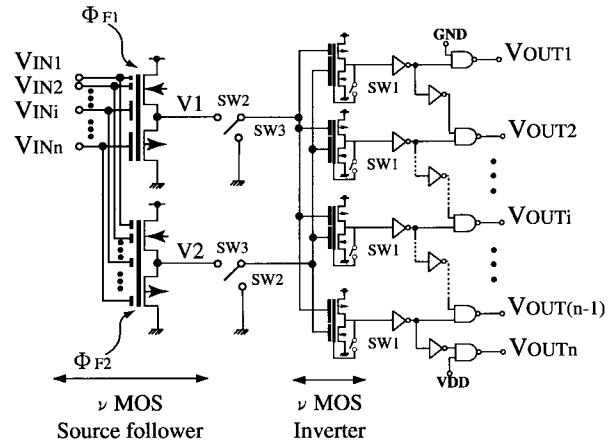 ΦF1
GND
VIN1
VIN2
VINi
VINn
V1
SW2
SW3
SW1
VOUT1
VOUT2
SW1
SW1
VOUTi
V2
SW3
SW2
SW1
VOUT(n-1)
VOUTn
VDD
ΦF2
ν MOS
Source follower
ν MOS
Inverter